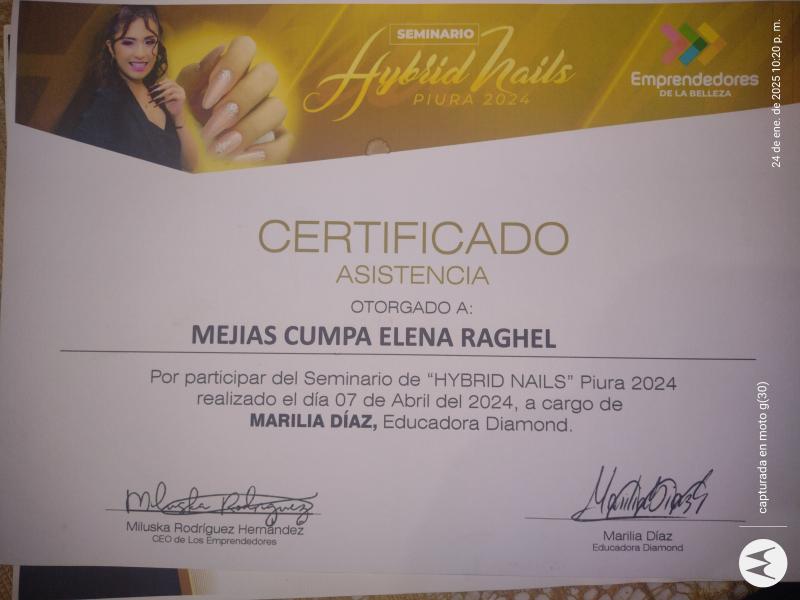 SEMINARIO
Hybrid Nails
PIURA 2024
Emprendedores
DE LA BELLEZA
CERTIFICADO
ASISTENCIA
OTORGADO A:
MEJIAS CUMPA ELENA RAGHEL
Por participar del Seminario de “HYBRID NAILS” Piura 2024
realizado el día 07 de Abril del 2024, a cargo de
MARILIA DÍAZ, Educadora Diamond.
Miluska Rodriguez
Miluska Rodríguez Hernández
CEO de Los Emprendedores
Marilia Diaz
Marilia Díaz
Educadora Diamond
24 de ene. de 2025 10:20 p. m.
capturada en moto g(30)